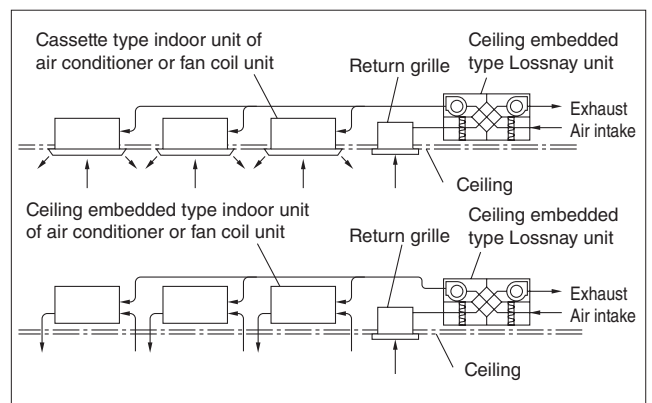 Cassette type indoor unit of
air conditioner or fan coil unit
Return grille
Ceiling embedded
type Lossnay unit
Exhaust
Air intake
Ceiling
Ceiling embedded type indoor unit
of air conditioner or fan coil unit
Return grille
Ceiling embedded
type Lossnay unit
Exhaust
Air intake
Ceiling